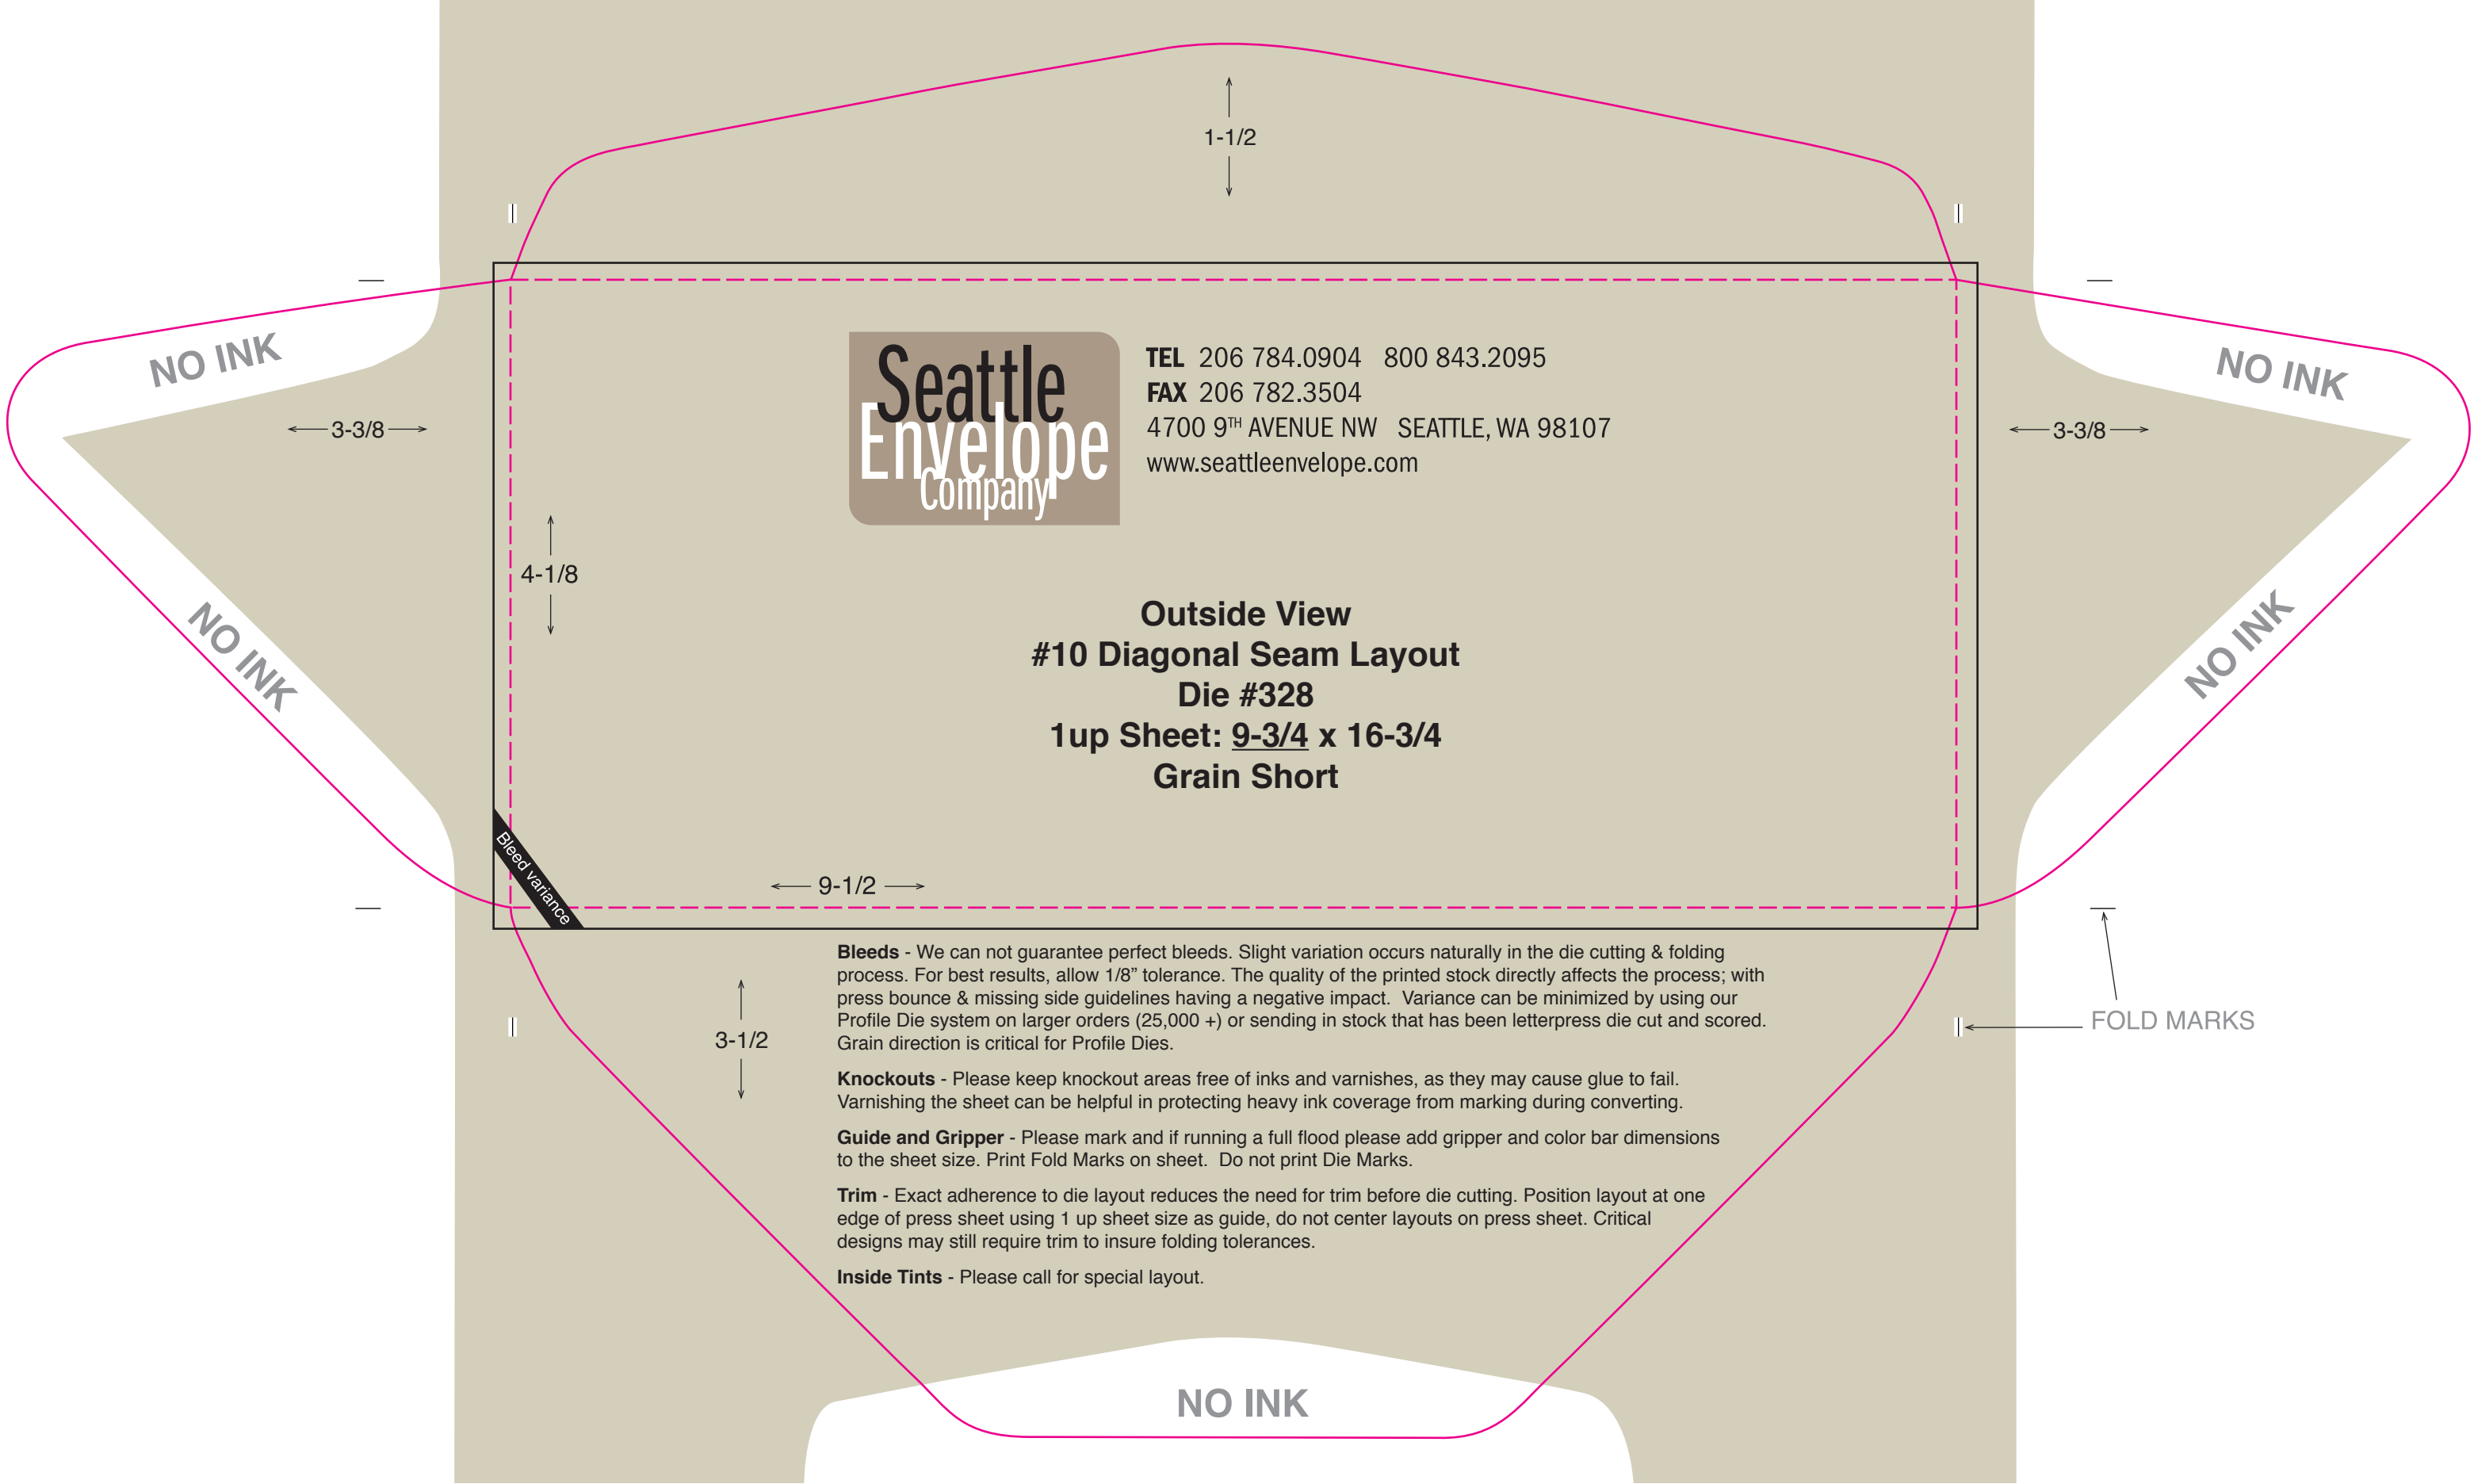 1-1/2
NO INK
NO INK
3-3/8
3-3/8
Seattle
Envelope
Company
TEL 206 784.0904 800 843.2095
FAX 206 782.3504
4700 9TH AVENUE NW SEATTLE, WA 98107
www.seattleenvelope.com
4-1/8
NO INK
NO INK
Outside View
#10 Diagonal Seam Layout
Die #328
1up Sheet: 9-3/4 x 16-3/4
Grain Short
Bleed variance
9-1/2
Bleeds - We can not guarantee perfect bleeds. Slight variation occurs naturally in the die cutting & folding
process. For best results, allow 1/8” tolerance. The quality of the printed stock directly affects the process; with
press bounce & missing side guidelines having a negative impact.  Variance can be minimized by using our
Profile Die system on larger orders (25,000 +) or sending in stock that has been letterpress die cut and scored.
Grain direction is critical for Profile Dies.
3-1/2
FOLD MARKS
Knockouts - Please keep knockout areas free of inks and varnishes, as they may cause glue to fail.
Varnishing the sheet can be helpful in protecting heavy ink coverage from marking during converting.
Guide and Gripper - Please mark and if running a full flood please add gripper and color bar dimensions
to the sheet size. Print Fold Marks on sheet.  Do not print Die Marks.
Trim - Exact adherence to die layout reduces the need for trim before die cutting. Position layout at one
edge of press sheet using 1 up sheet size as guide, do not center layouts on press sheet. Critical
designs may still require trim to insure folding tolerances.
Inside Tints - Please call for special layout.
NO INK